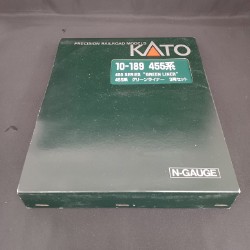 PRECISION RAILROAD MODELS
KATO
10-189 455系
455 SERIES "GREEN LINER"
455系 グリーンライナー 3両セット
N-GAUGE